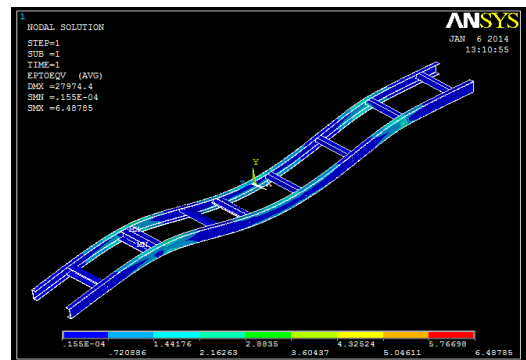 1
NODAL SOLUTION
ANSYS
STEP=1
SUB =1
TIME=1
EPTOEQV (AVG)
DMX =27974.4
SMN =.155E-04
SMX =6.48785
JAN 6 2014
13:10:55
Y
X
MN
.155E-04 1.44176 2.8835 4.32524 5.76698
.720886 2.16263 3.60437 5.04611 6.48785